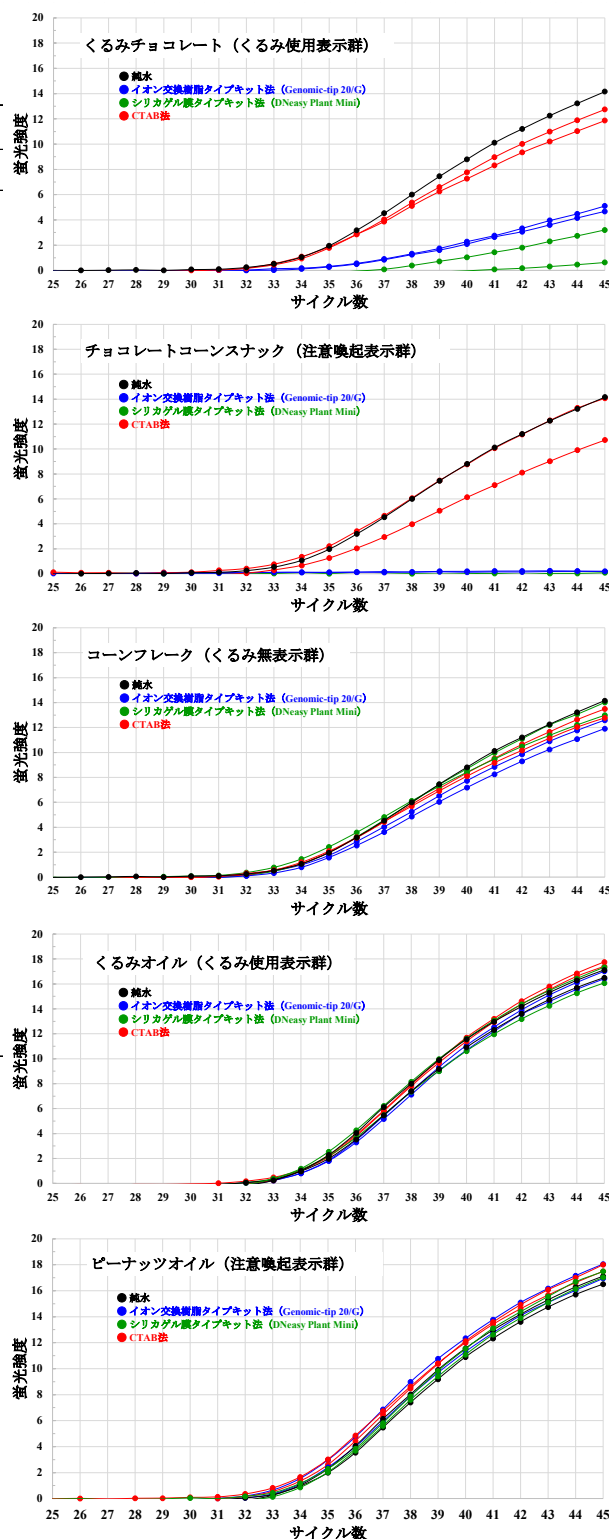 くるみチョコレート（くるみ使用表示群）
純水
イオン交換樹脂タイプキット法（Genomic-tip 20/G）
シリカゲル膜タイプキット法（DNeasy Plant Mini）
CTAB法
蛍光強度
20
18
16
14
12
10
8
6
4
2
0
25 26 27 28 29 30 31 32 33 34 35 36 37 38 39 40 41 42 43 44 45
サイクル数
チョコレートコーンスナック（注意喚起表示群）
純水
イオン交換樹脂タイプキット法（Genomic-tip 20/G）
シリカゲル膜タイプキット法（DNeasy Plant Mini）
CTAB法
蛍光強度
20
18
16
14
12
10
8
6
4
2
0
25 26 27 28 29 30 31 32 33 34 35 36 37 38 39 40 41 42 43 44 45
サイクル数
コーンフレーク（くるみ無表示群）
純水
イオン交換樹脂タイプキット法（Genomic-tip 20/G）
シリカゲル膜タイプキット法（DNeasy Plant Mini）
CTAB法
蛍光強度
20
18
16
14
12
10
8
6
4
2
0
25 26 27 28 29 30 31 32 33 34 35 36 37 38 39 40 41 42 43 44 45
サイクル数
くるみオイル（くるみ使用表示群）
純水
イオン交換樹脂タイプキット法（Genomic-tip 20/G）
シリカゲル膜タイプキット法（DNeasy Plant Mini）
CTAB法
蛍光強度
20
18
16
14
12
10
8
6
4
2
0
25 26 27 28 29 30 31 32 33 34 35 36 37 38 39 40 41 42 43 44 45
サイクル数
ピーナッツオイル（注意喚起表示群）
純水
イオン交換樹脂タイプキット法（Genomic-tip 20/G）
シリカゲル膜タイプキット法（DNeasy Plant Mini）
CTAB法
蛍光強度
20
18
16
14
12
10
8
6
4
2
0
25 26 27 28 29 30 31 32 33 34 35 36 37 38 39 40 41 42 43 44 45
サイクル数